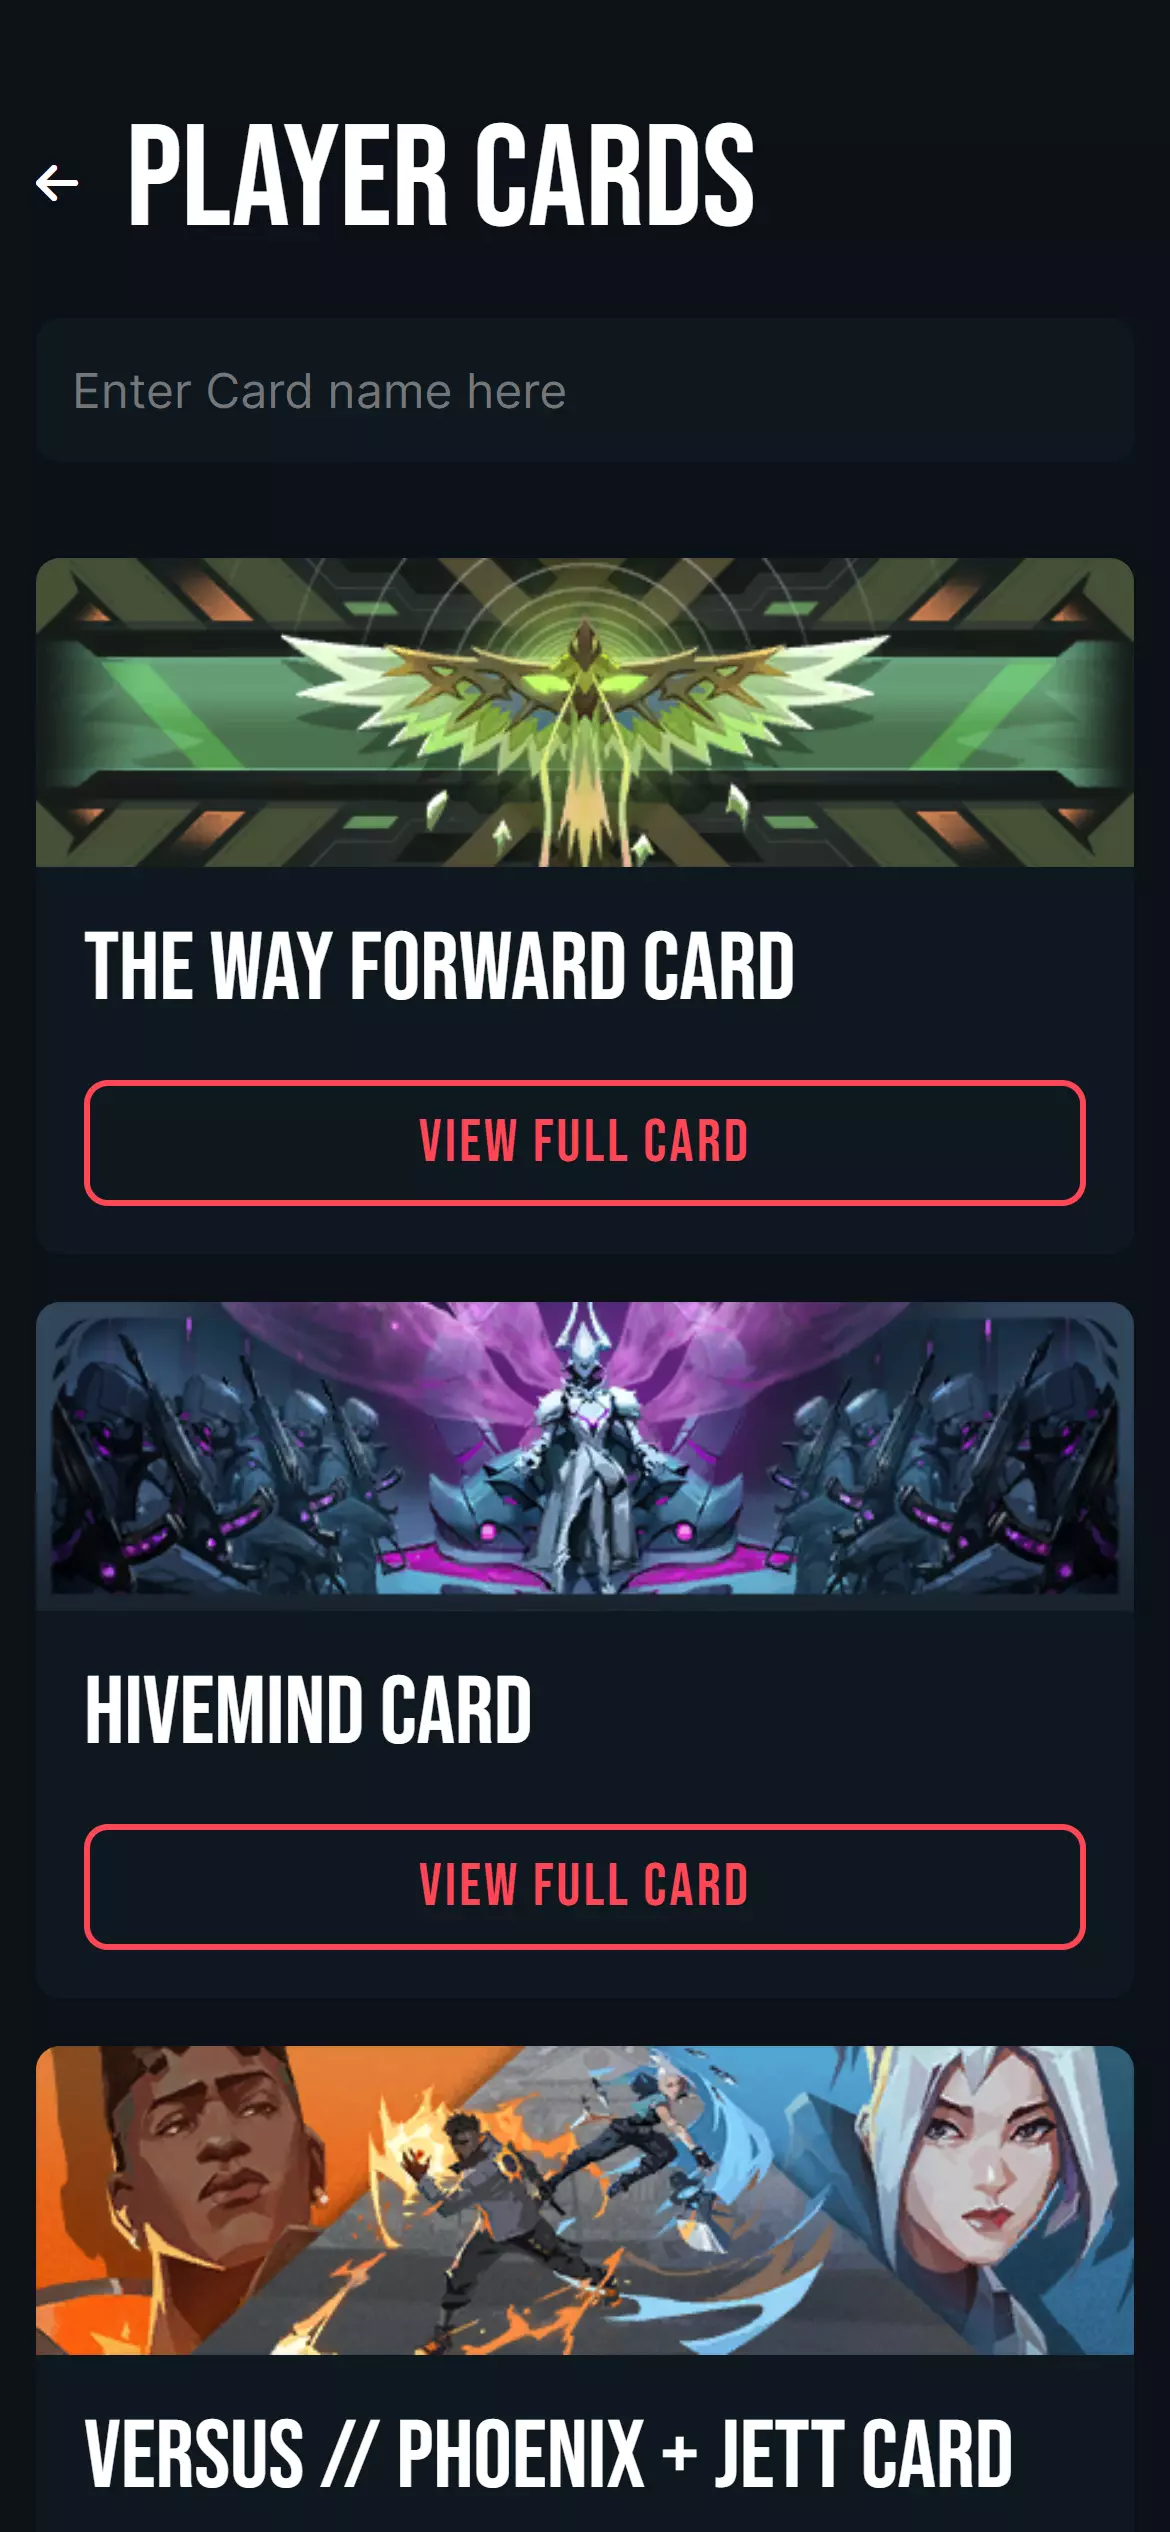 PLAYER CARDS
Enter Card name here
THE WAY FORWARD CARD
VIEW FULL CARD
HIVEMIND CARD
VIEW FULL CARD
VERSUS // PHOENIX + JETT CARD